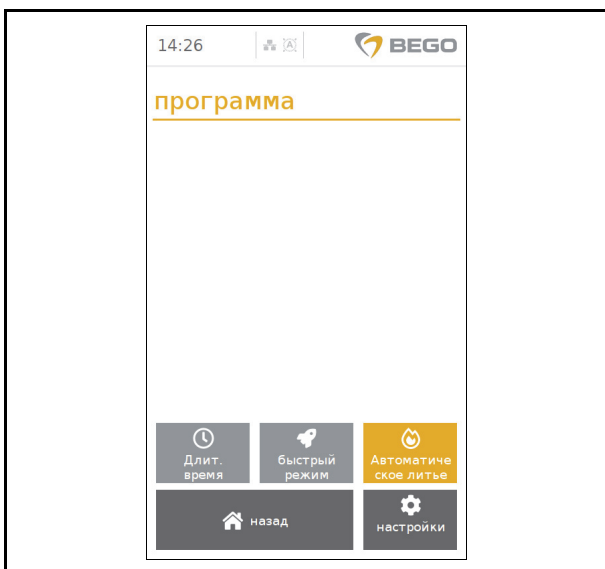 14:26
BEGO
программа
Длит.
время
быстрый
режим
Автоматиче
ское литье
назад
настройки